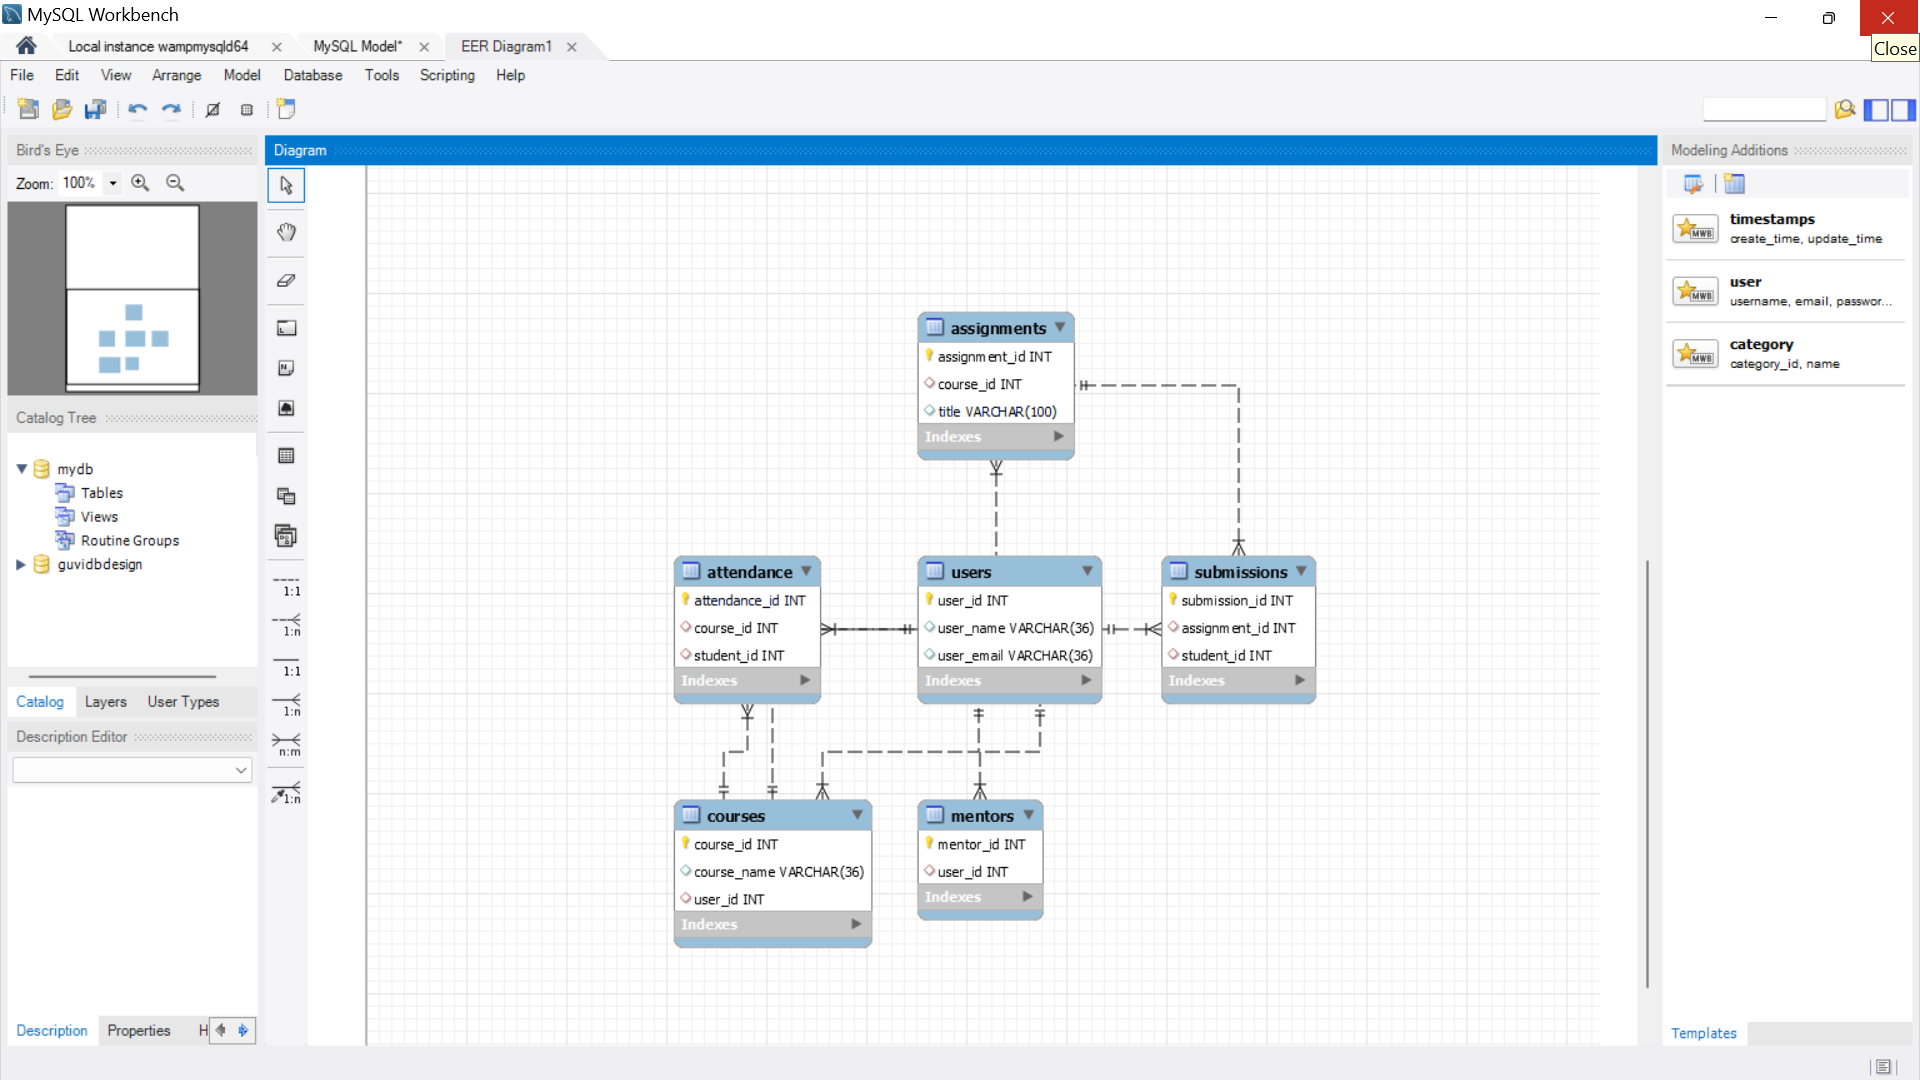 MySQL Workbench
Close
Local instance wampmysqld64
MySQL Model*
EER Diagram1
File Edit View Arrange Model Database Tools Scripting Help
Bird's Eye
Zoom: 100%
Catalog Tree
mydb
Tables
Views
Routine Groups
guvidbdesign
Catalog Layers User Types
Description Editor
Description Properties H
Diagram
1:1
1:n
1:1
1:n
n:m
1:n
assignments
assignment_id INT
course_id INT
title VARCHAR(100)
Indexes
attendance
attendance_id INT
course_id INT
student_id INT
Indexes
users
user_id INT
user_name VARCHAR(36)
user_email VARCHAR(36)
Indexes
submissions
submission_id INT
assignment_id INT
student_id INT
Indexes
courses
course_id INT
course_name VARCHAR(36)
user_id INT
Indexes
mentors
mentor_id INT
user_id INT
Indexes
Modeling Additions
MWB
timestamps
create_time, update_time
MWB
user
username, email, passwor...
MWB
category
category_id, name
Templates